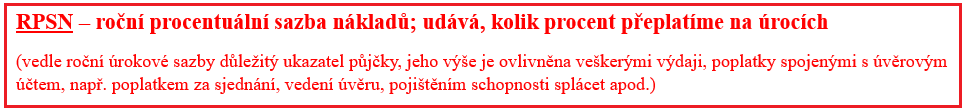 RPSN – roční procentuální sazba nákladů; udává, kolik procent přeplatíme na úrocích
(vedle roční úrokové sazby důležitý ukazatel půjčky, jeho výše je ovlivněna veškerými výdaji, poplatky spojenými s úvěrovým
účtem, např. poplatkem za sjednání, vedení úvěru, pojištěním schopnosti splácet apod.)